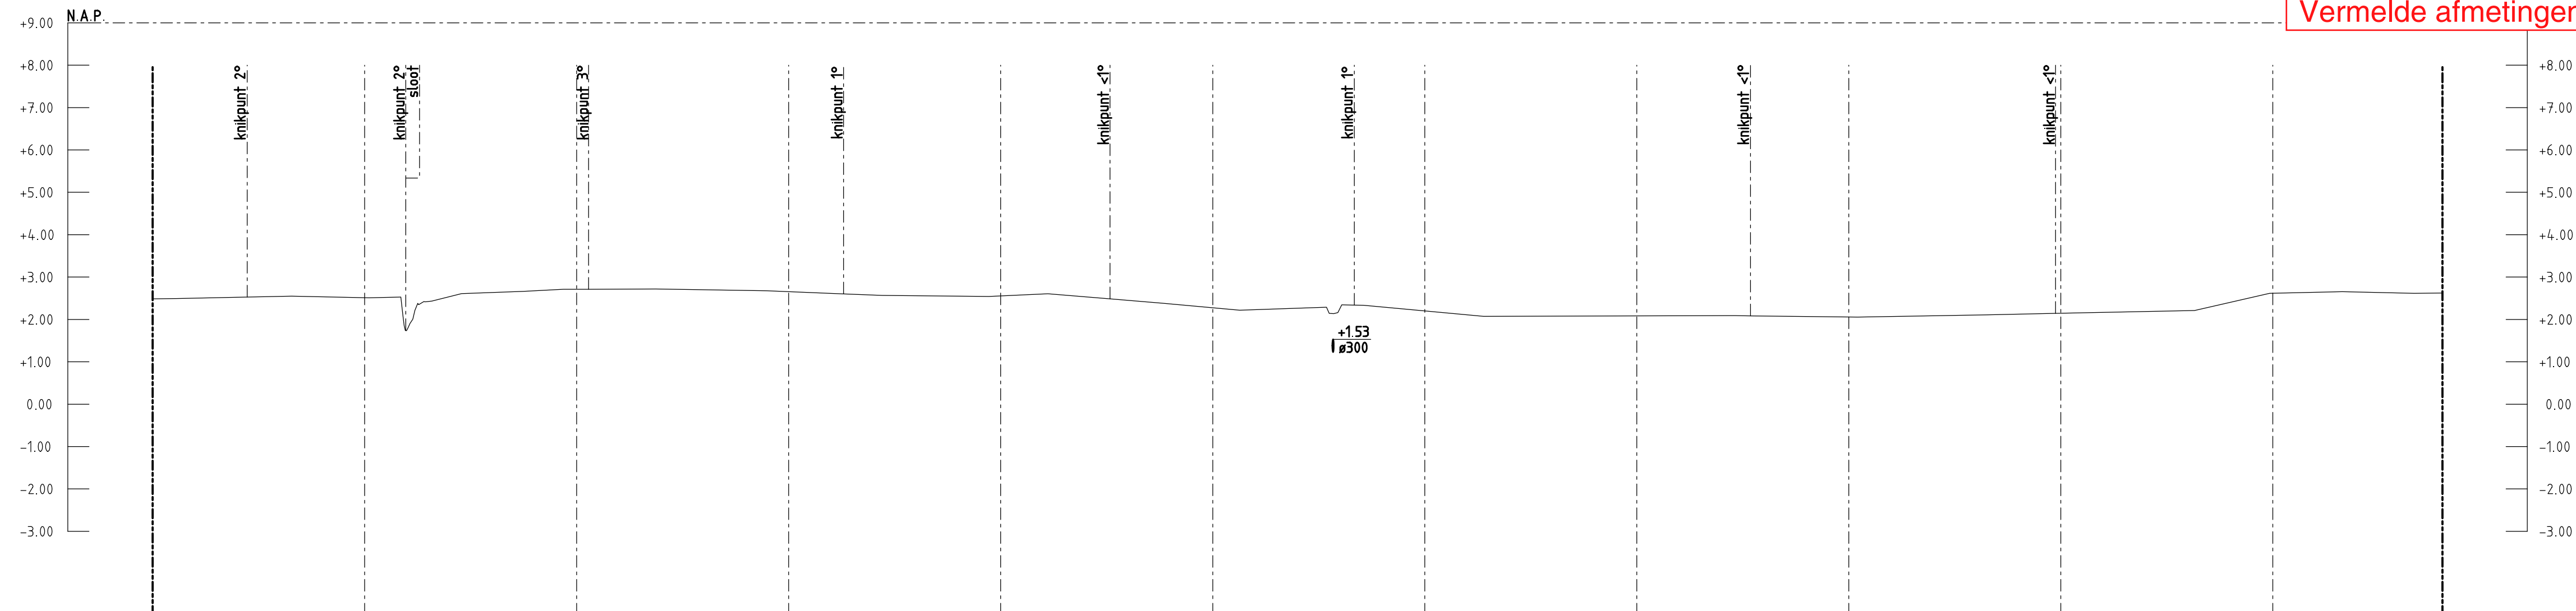 N.A.P.
Vermelde afmetingen
+9.00
+8.00
+7.00
+6.00
+5.00
+4.00
+3.00
+2.00
+1.00
0.00
-1.00
-2.00
-3.00
knikpunt 2°
knikpunt 2°
sloot
knikpunt 3°
knikpunt 1°
knikpunt <1°
knikpunt 1°
knikpunt <1°
knikpunt <1°
+1.53
ø300
+8.00
+7.00
+6.00
+5.00
+4.00
+3.00
+2.00
+1.00
0.00
-1.00
-2.00
-3.00